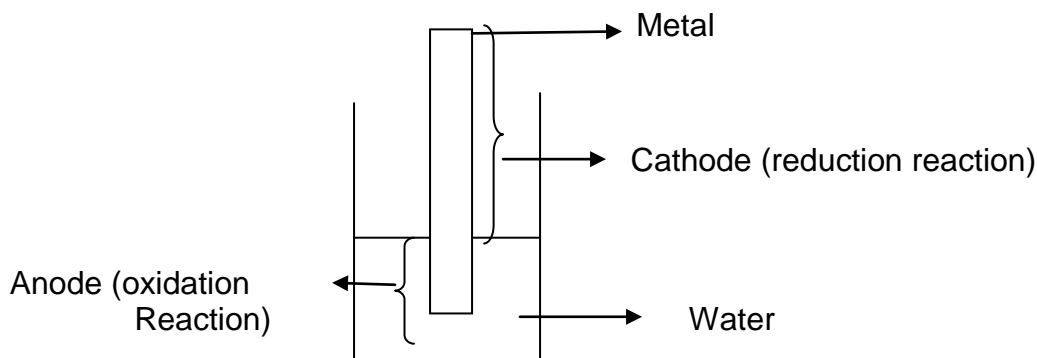 Metal
Cathode (reduction reaction)
Anode (oxidation
Reaction)
Water